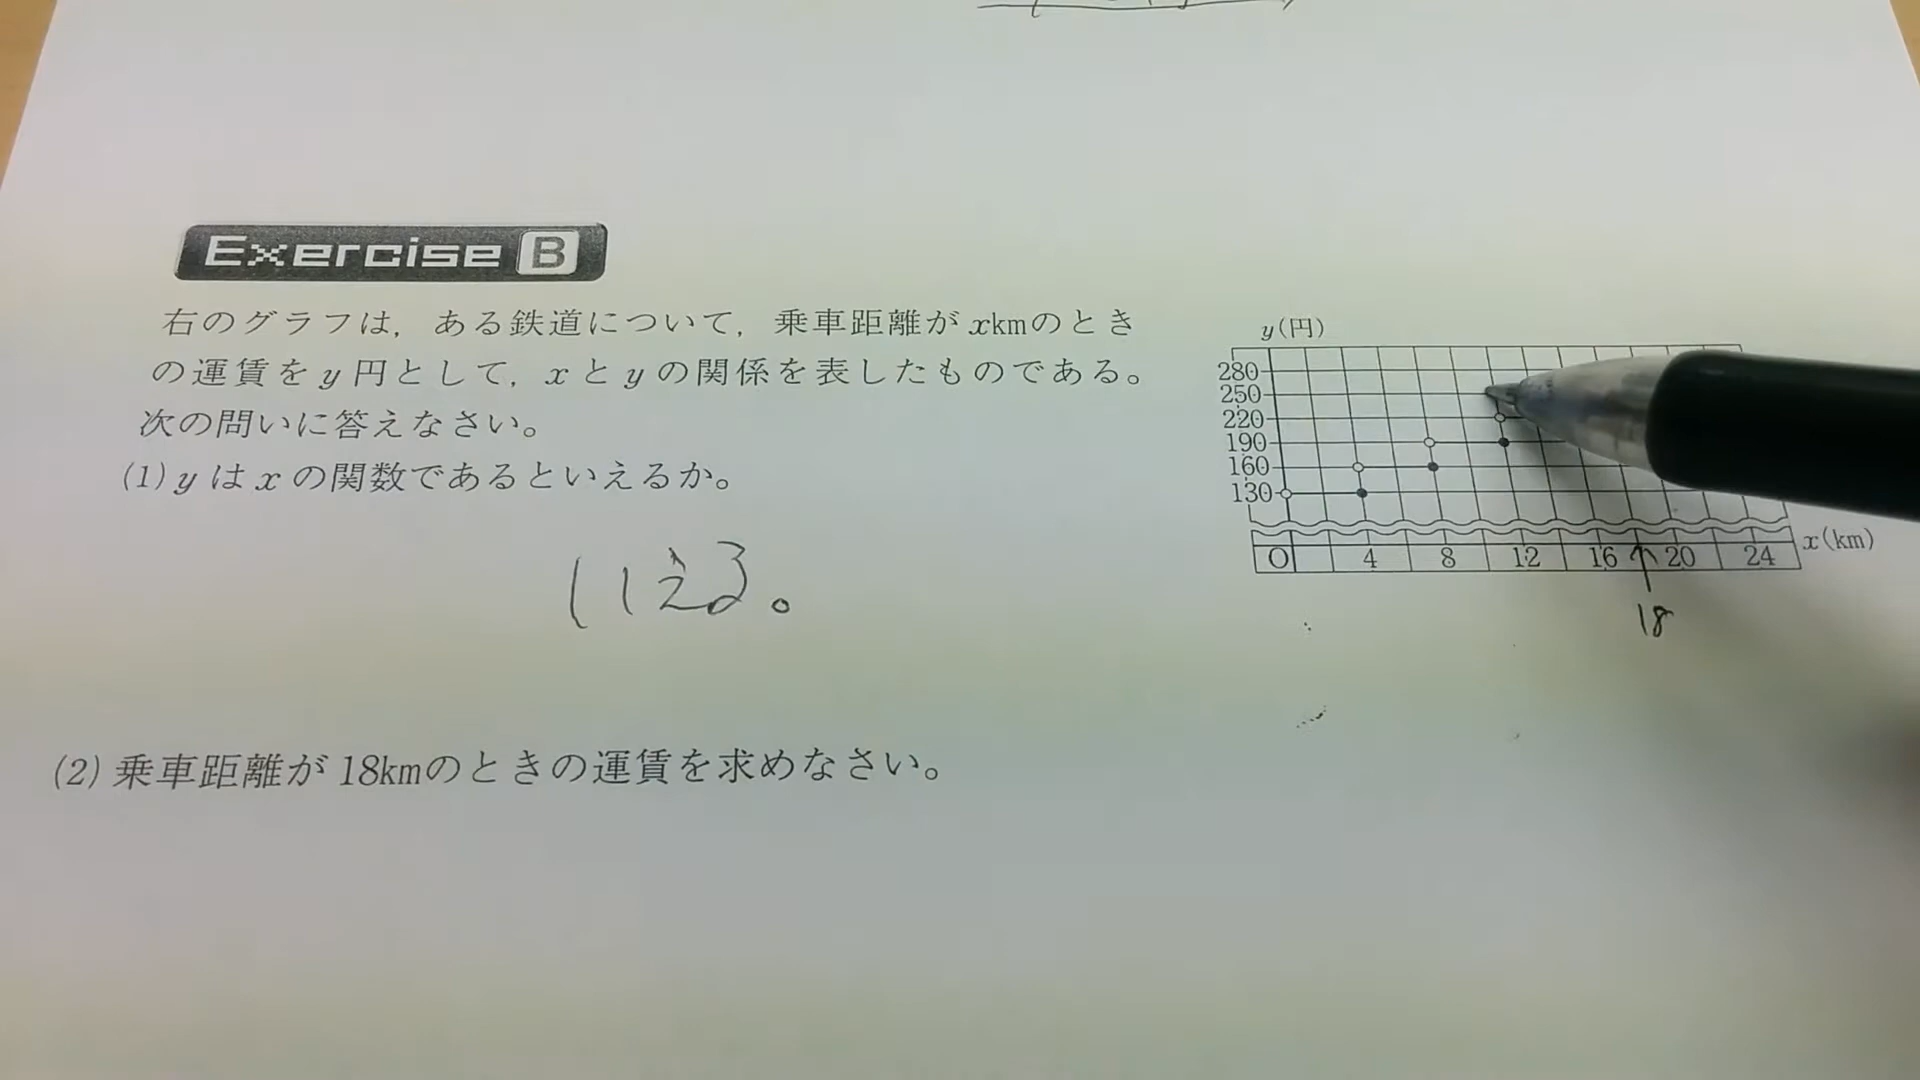 Exercise B
右のグラフは，ある鉄道について，乗車距離がxkmのとき
の運賃をy円として，xとyの関係を表したものである。
次の問いに答えなさい。
(1) yはxの関数であるといえるか。
いえる。
(2) 乗車距離が18kmのときの運賃を求めなさい。
y(円)
280
250
220
190
160
130
O 4 8 12 16 20 24 x(km)
18